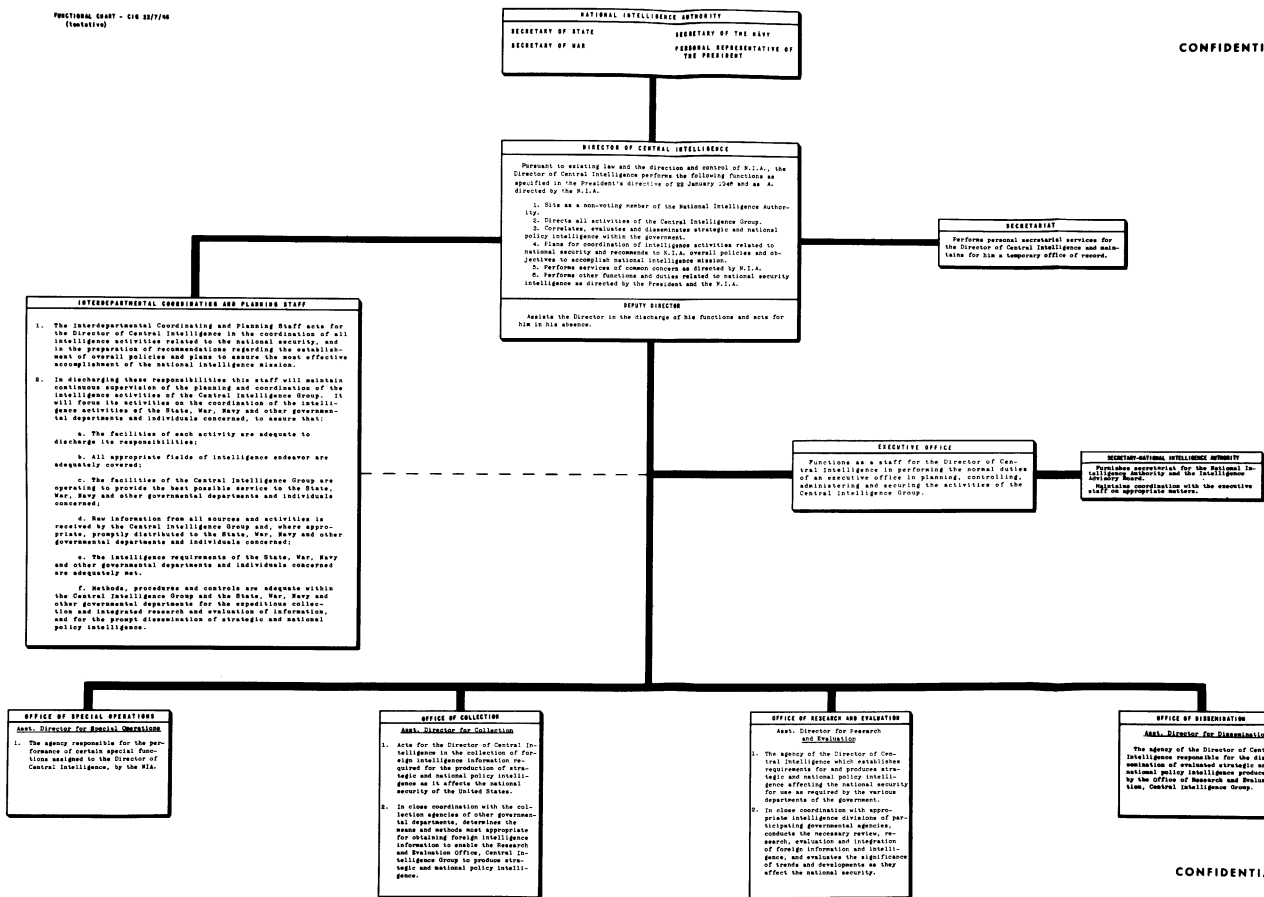 FUNCTIONAL CHART - CIG 22/7/46
(tentative)
CONFIDENTI
NATIONAL INTELLIGENCE AUTHORITY
SECRETARY OF STATE
SECRETARY OF THE NAVY
SECRETARY OF WAR
PERSONAL REPRESENTATIVE OF
THE PRESIDENT
DIRECTOR OF CENTRAL INTELLIGENCE
Pursuant to existing law and the direction and control of N.I.A., the
Director of Central Intelligence performs the following functions as
specified in the President's directive of 22 January 1946 and as A.
directed by the N.I.A.
1. Sits as a non-voting member of the National Intelligence Author-
ity.
2. Directs all activities of the Central Intelligence Group.
3. Correlates, evaluates and disseminates strategic and national
policy intelligence within the government.
4. Plans for coordination of intelligence activities related to
national security and recommends to N.I.A. overall policies and ob-
jectives to accomplish national intelligence mission.
5. Performs services of common concern as directed by N.I.A.
6. Performs other functions and duties related to national security
intelligence as directed by the President and the N.I.A.
DEPUTY DIRECTOR
Assists the Director in the discharge of his functions and acts for
him in his absence.
SECRETARIAT
Performs personal secretarial services for
the Director of Central Intelligence and main-
tains for him a temporary office of record.
INTERDEPARTMENTAL COORDINATING AND PLANNING STAFF
1. The Interdepartmental Coordinating and Planning Staff acts for
the Director of Central Intelligence in the coordination of all
intelligence activities related to the national security, and
in the preparation of recommendations regarding the establish-
ment of overall policies and plans to assure the most effective
accomplishment of the national intelligence mission.
2. In discharging these responsibilities this staff will maintain
continuous supervision of the planning and coordination of the
intelligence activities of the Central Intelligence Group. It
will focus its activities on the coordination of the intelli-
gence activities of the State, War, Navy and other governmen-
tal departments and individuals concerned, to assure that:
a. The facilities of each activity are adequate to
discharge its responsibilities;
b. All appropriate fields of intelligence endeavor are
adequately covered;
c. The facilities of the Central Intelligence Group are
operating to provide the best possible service to the State,
War, Navy and other governmental departments and individuals
concerned;
d. Raw information from all sources and activities is
received by the Central Intelligence Group and, where appro-
priate, promptly distributed to the State, War, Navy and other
governmental departments and individuals concerned;
e. The intelligence requirements of the State, War, Navy
and other governmental departments and individuals concerned
are adequately met.
f. Methods, procedures and controls are adequate within
the Central Intelligence Group and the State, War, Navy and
other governmental departments for the expeditious collec-
tion and integrated research and evaluation of information,
and for the prompt dissemination of strategic and national
policy intelligence.
EXECUTIVE OFFICE
Functions as a staff for the Director of Cen-
tral Intelligence in performing the normal duties
of an executive office in planning, controlling,
administering and securing the activities of the
Central Intelligence Group.
SECRETARY-NATIONAL INTELLIGENCE AUTHORITY
Furnishes secretariat for the National In-
telligence Authority and the Intelligence
Advisory Board.
Maintains coordination with the executive
staff on appropriate matters.
OFFICE OF SPECIAL OPERATIONS
Asst. Director for Special Operations
1. The agency responsible for the per-
formance of certain special func-
tions assigned to the Director of
Central Intelligence, by the NIA.
OFFICE OF COLLECTION
Asst. Director for Collection
1. Acts for the Director of Central In-
telligence in the collection of for-
eign intelligence information re-
quired for the production of stra-
tegic and national policy intelli-
gence as it affects the national
security of the United States.
2. In close coordination with the col-
lection agencies of other governmen-
tal departments, determines the
means and methods most appropriate
for obtaining foreign intelligence
information to enable the Research
and Evaluation Office, Central In-
telligence Group to produce stra-
tegic and national policy intelli-
gence.
OFFICE OF RESEARCH AND EVALUATION
Asst. Director for Research
and Evaluation
1. The agency of the Director of Cen-
tral Intelligence which establishes
requirements for and produces stra-
tegic and national policy intelli-
gence affecting the national security
for use as required by the various
departments of the government.
2. In close coordination with appro-
priate intelligence divisions of par-
ticipating governmental agencies,
conducts the necessary review, re-
search, evaluation and integration
of foreign information and intelli-
gence, and evaluates the significance
of trends and developments as they
affect the national security.
OFFICE OF DISSEMINATION
Asst. Director for Disseminatio
The agency of the Director of Cent
Intelligence responsible for the dis
semination of evaluated strategic an
national policy intelligence produce
by the Office of Research and Evalua
tion, Central Intelligence Group.
CONFIDENTIA